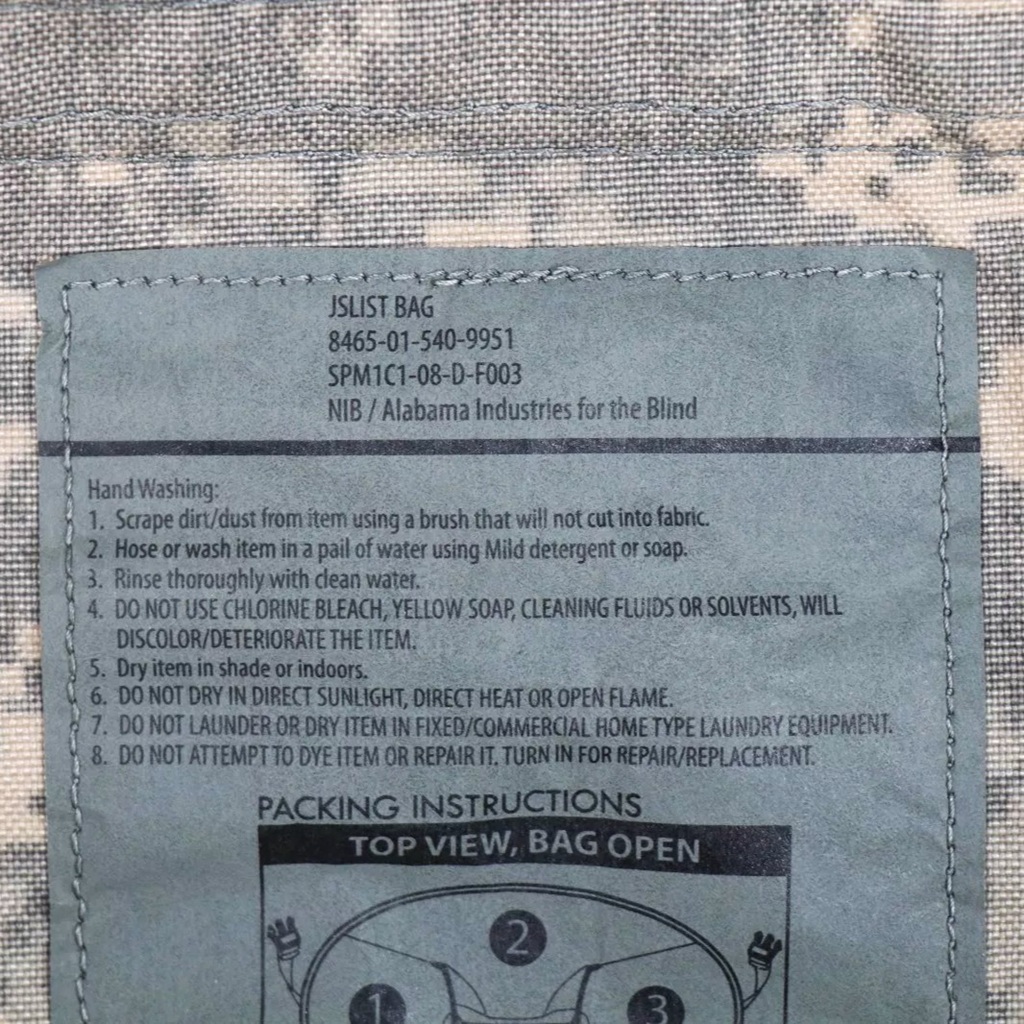 JSLIST BAG
8465-01-540-9951
SPM1C1-08-D-F003
NIB / Alabama Industries for the Blind
Hand Washing:
1. Scrape dirt/dust from item using a brush that will not cut into fabric.
2. Hose or wash item in a pail of water using Mild detergent or soap.
3. Rinse thoroughly with clean water.
4. DO NOT USE CHLORINE BLEACH, YELLOW SOAP, CLEANING FLUIDS OR SOLVENTS, WILL
DISCOLOR/DETERIORATE THE ITEM.
5. Dry item in shade or indoors.
6. DO NOT DRY IN DIRECT SUNLIGHT, DIRECT HEAT OR OPEN FLAME.
7. DO NOT LAUNDER OR DRY ITEM IN FIXED/COMMERCIAL HOME TYPE LAUNDRY EQUIPMENT.
8. DO NOT ATTEMPT TO DYE ITEM OR REPAIR IT. TURN IN FOR REPAIR/REPLACEMENT.
PACKING INSTRUCTIONS
TOP VIEW, BAG OPEN
2
1 3